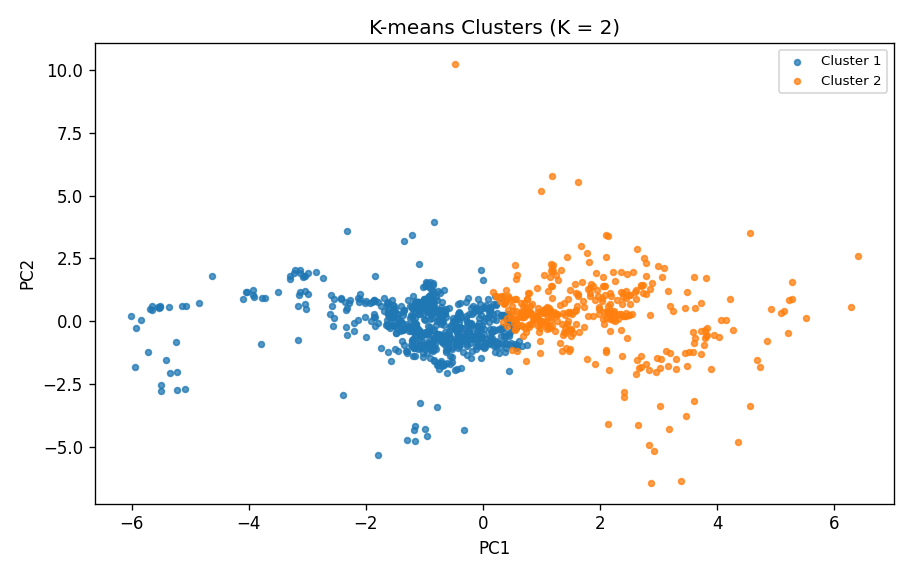 K-means Clusters (K = 2)
Cluster 1
Cluster 2
10.0
7.5
5.0
2.5
0.0
−2.5
−5.0
PC2
−6 −4 −2 0 2 4 6
PC1